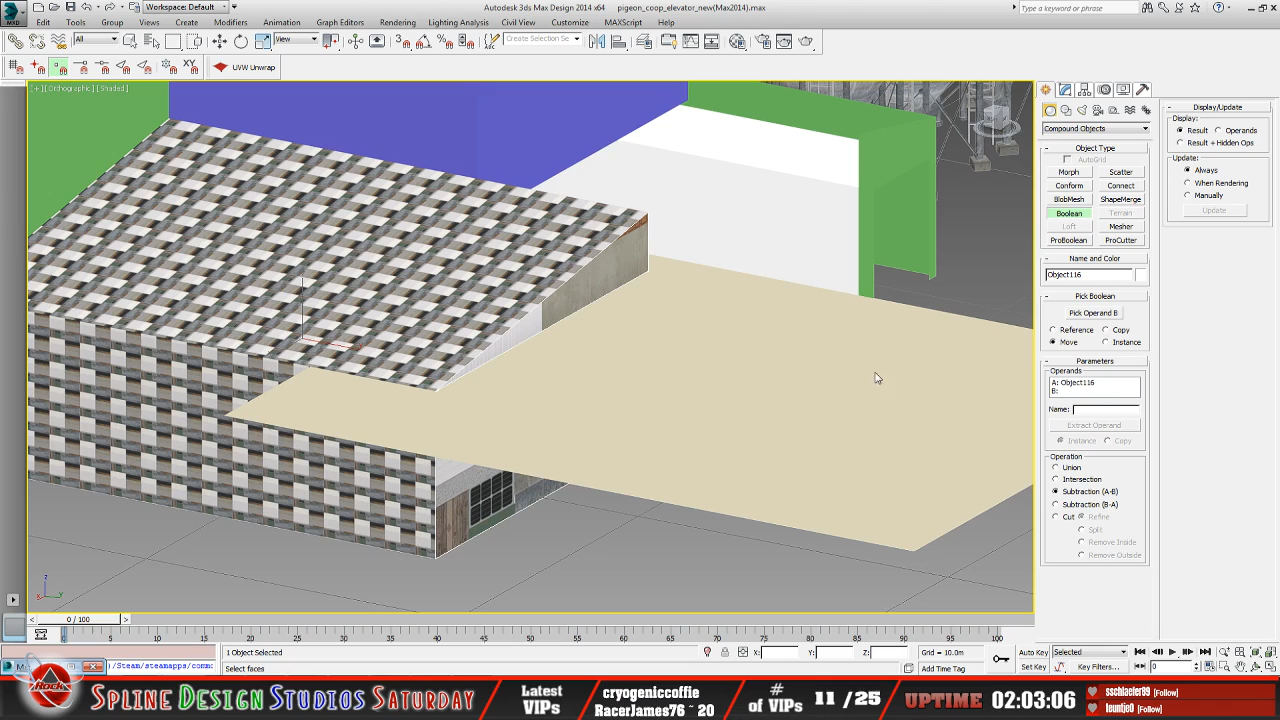 Workspace: Default
Autodesk 3ds Max Design 2014 x64
pigeon_coop_elevator_new(Max2014).max
Type a keyword or phrase
Edit Tools Group Views Create Modifiers Animation Graph Editors Rendering Lighting Analysis Civil View Customize MAXScript Help
All
View
Create Selection Se
UVW Unwrap
[+] [Orthographic] [Shaded]
Compound Objects
Object Type
AutoGrid
Morph Scatter
Conform Connect
BlobMesh ShapeMerge
Boolean Terrain
Loft Mesher
ProBoolean ProCutter
Name and Color
Object116
Pick Boolean
Pick Operand B
Reference Copy
Move Instance
Parameters
Operands
A: Object116
B:
Name:
Extract Operand
Instance Copy
Operation
Union
Intersection
Subtraction (A-B)
Subtraction (B-A)
Cut Refine
Split
Remove Inside
Remove Outside
Display/Update
Display:
Result Operands
Result + Hidden Ops
Update:
Always
When Rendering
Manually
Update
z
x
y
0 / 100
0 5 10 15 20 25 30 35 40 45 50 55 60 65 70 75 80 85 90 95 100
1 Object Selected
X: Y: Z:
Grid = 10.0m
Auto Key
Selected
)/Steam/steamapps/commo
Select faces
Add Time Tag
Set Key
Key Filters...
0
ROCK
SPLINE DESIGN STUDIOS SATURDAY
Latest
VIPs
cryogeniccoffie
RacerJames76 ~ 20
#
of VIPs
11 /25
UPTIME
02:03:06
sschlaefer89 [Follow]
tountje0 [Follow]